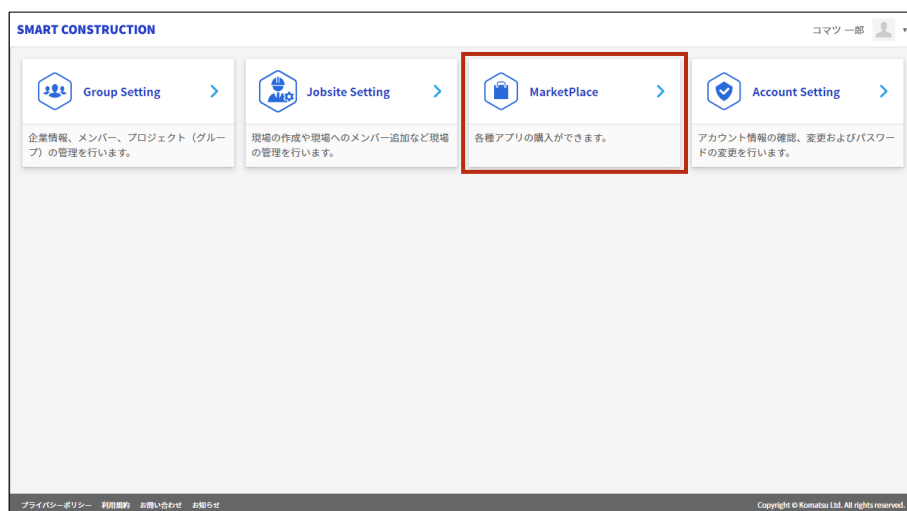 SMART CONSTRUCTION
コマツ 一郎
Group Setting
企業情報、メンバー、プロジェクト（グルー
プ）の管理を行います。
Jobsite Setting
現場の作成や現場へのメンバー追加など現場
の管理を行います。
MarketPlace
各種アプリの購入ができます。
Account Setting
アカウント情報の確認、変更およびパスワー
ドの変更を行います。
プライバシーポリシー 利用規約 お問い合わせ お知らせ
Copyright © Komatsu Ltd. All rights reserved.